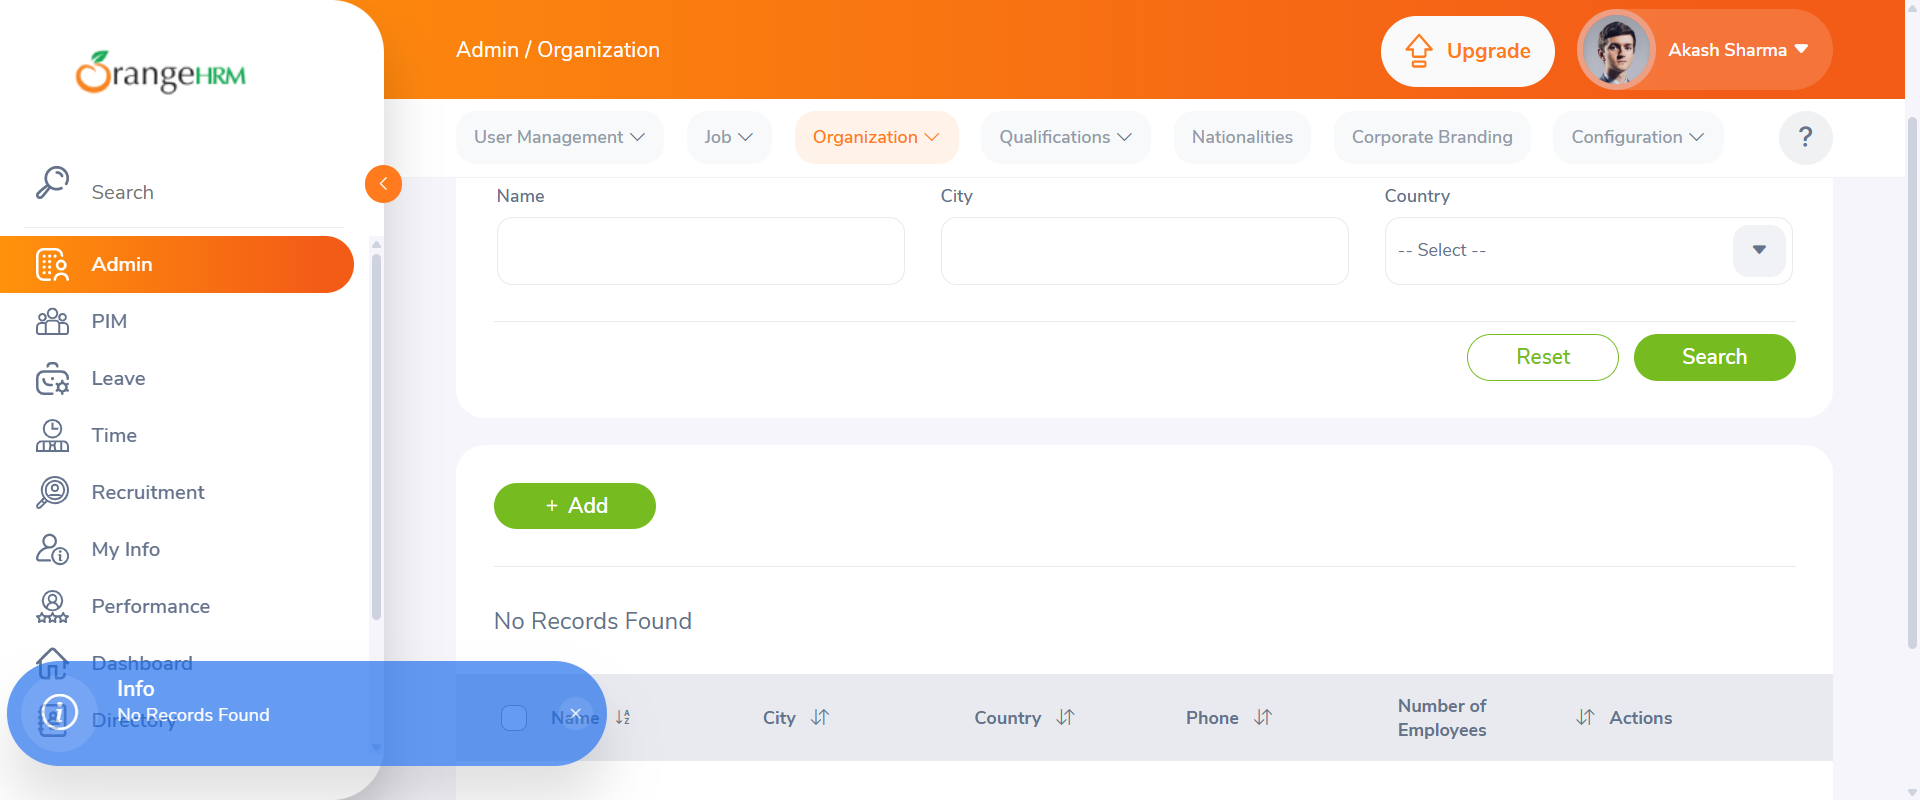 OrangeHRM
Admin / Organization
Upgrade
Akash Sharma
User Management
Job
Organization
Qualifications
Nationalities
Corporate Branding
Configuration
?
Search
Admin
PIM
Leave
Time
Recruitment
My Info
Performance
Dashboard
Directory
Name
City
Country
-- Select --
Reset
Search
+ Add
No Records Found
Name
City
Country
Phone
Number of
Employees
Actions
Info
No Records Found